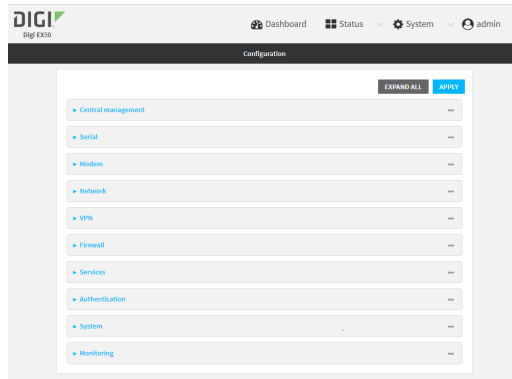 DIGI
Digi EX50
Dashboard Status System admin
Configuration
EXPAND ALL APPLY
Central management
Serial
Modem
Network
VPN
Firewall
Services
Authentication
System
Monitoring